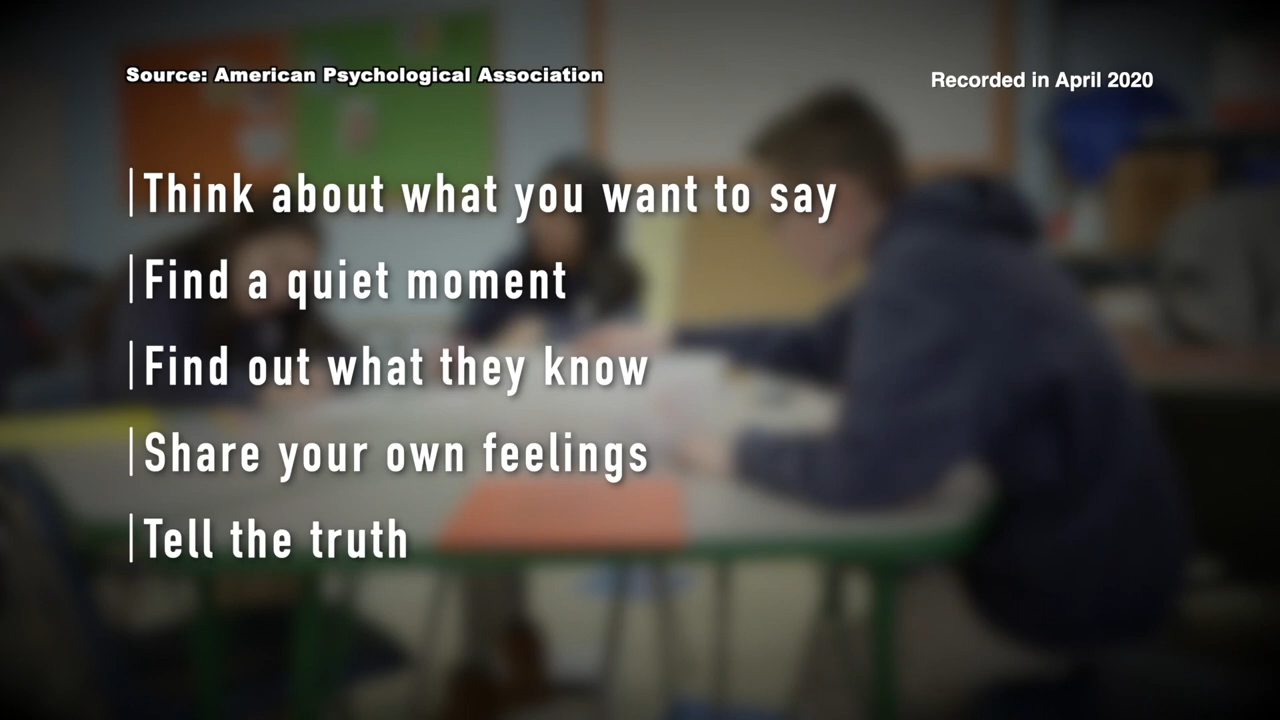 Source: American Psychological Association
Recorded in April 2020
Think about what you want to say
Find a quiet moment
Find out what they know
Share your own feelings
Tell the truth